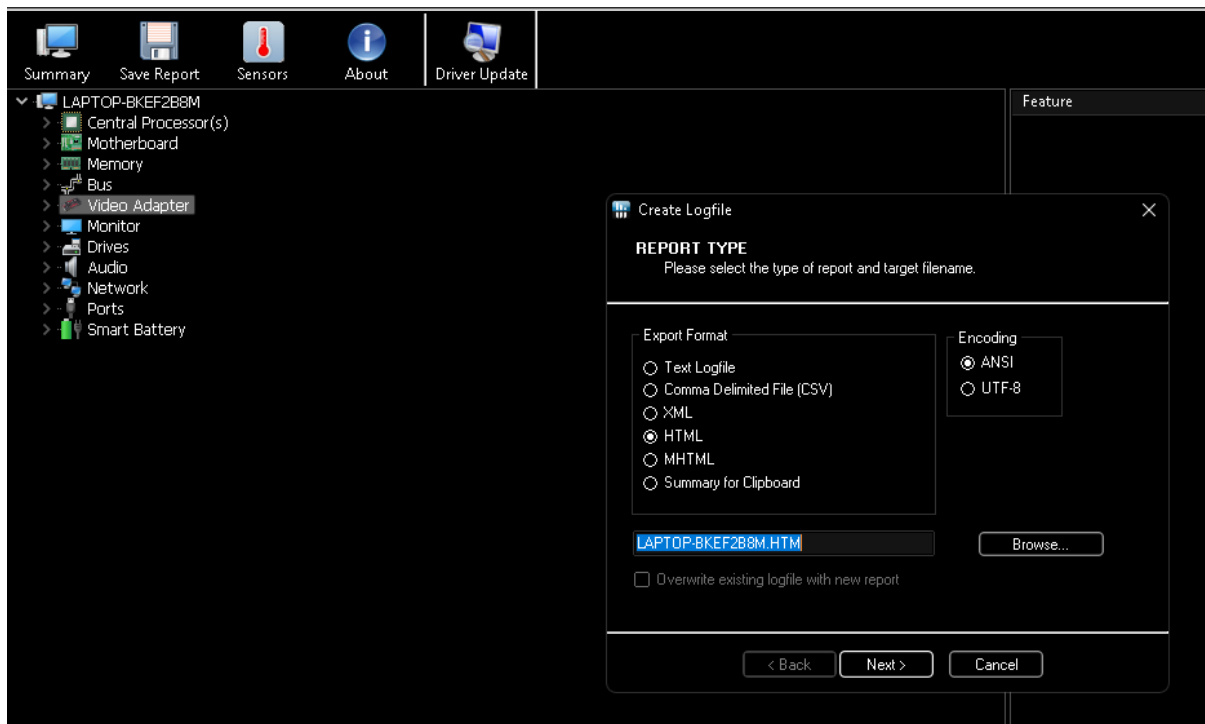 Summary Save Report Sensors About Driver Update
LAPTOP-BKEF2B8M
Central Processor(s)
Motherboard
Memory
Bus
Video Adapter
Monitor
Drives
Audio
Network
Ports
Smart Battery
Feature
Create Logfile
REPORT TYPE
Please select the type of report and target filename.
Export Format
Text Logfile
Comma Delimited File (CSV)
XML
HTML
MHTML
Summary for Clipboard
Encoding
ANSI
UTF-8
LAPTOP-BKEF2B8M.HTM
Browse...
Overwrite existing logfile with new report
< Back Next > Cancel